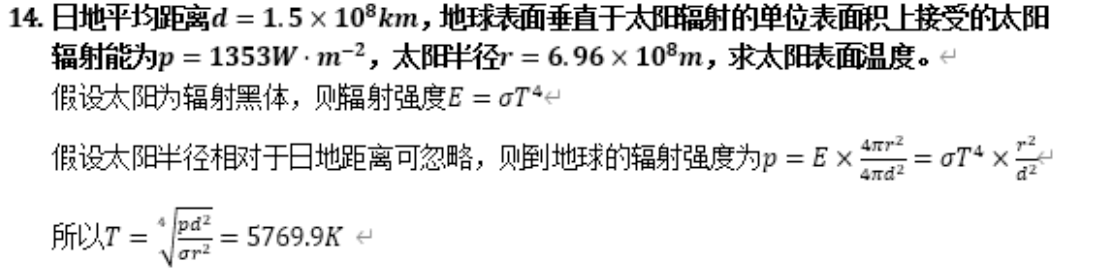 14. 日地平均距离d = 1.5 × 10⁸km，地球表面垂直于太阳辐射的单位表面积上接受的太阳
辐射能为p = 1353W · m⁻²，太阳半径r = 6.96 × 10⁸m，求太阳表面温度。↵
假设太阳为辐射黑体，则辐射强度E = σT⁴↵
假设太阳半径相对于日地距离可忽略，则到地球的辐射强度为p = E × 4πr²/4πd² = σT⁴ × r²/d²↵
所以T = ⁴√(pd²/σr²) = 5769.9K ↵